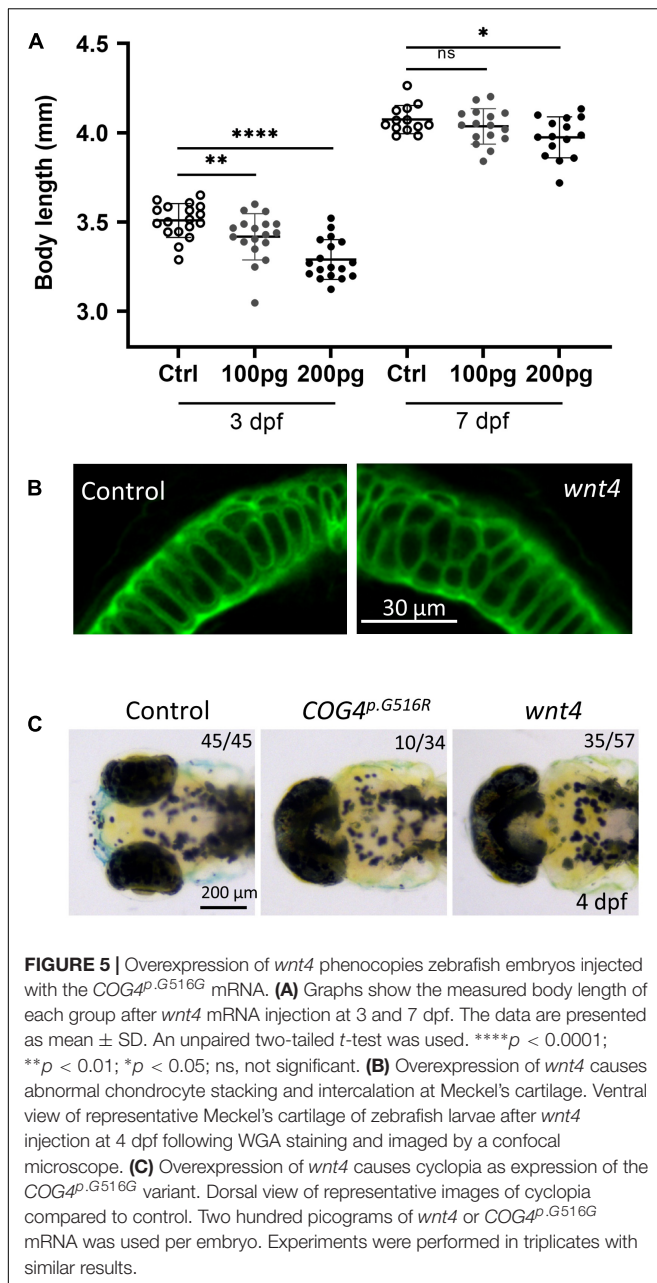 A
Body length (mm)
4.5
4.0
3.5
3.0
****
**
*
ns
Ctrl 100pg 200pg Ctrl 100pg 200pg
3 dpf 7 dpf
B
Control wnt4
30 µm
C
Control COG4p.G516R wnt4
45/45 10/34 35/57
200 µm
4 dpf
FIGURE 5 | Overexpression of wnt4 phenocopies zebrafish embryos injected
with the COG4p.G516G mRNA. (A) Graphs show the measured body length of
each group after wnt4 mRNA injection at 3 and 7 dpf. The data are presented
as mean ± SD. An unpaired two-tailed t-test was used. ****p < 0.0001;
**p < 0.01; *p < 0.05; ns, not significant. (B) Overexpression of wnt4 causes
abnormal chondrocyte stacking and intercalation at Meckel's cartilage. Ventral
view of representative Meckel's cartilage of zebrafish larvae after wnt4
injection at 4 dpf following WGA staining and imaged by a confocal
microscope. (C) Overexpression of wnt4 causes cyclopia as expression of the
COG4p.G516G variant. Dorsal view of representative images of cyclopia
compared to control. Two hundred picograms of wnt4 or COG4p.G516G
mRNA was used per embryo. Experiments were performed in triplicates with
similar results.